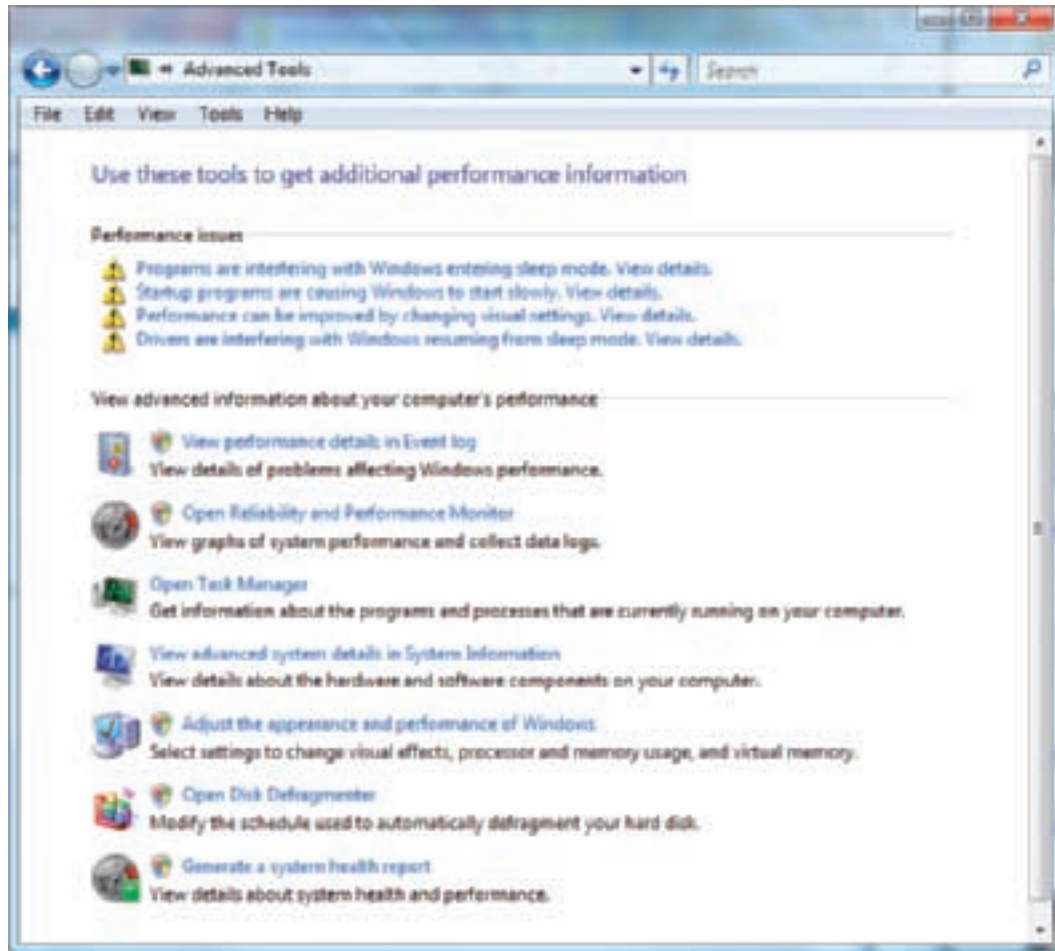 Advanced Tools
Search
File Edit View Tools Help
Use these tools to get additional performance information
Performance issues
Programs are interfering with Windows entering sleep mode. View details.
Startup programs are causing Windows to start slowly. View details.
Performance can be improved by changing visual settings. View details.
Drivers are interfering with Windows resuming from sleep mode. View details.
View advanced information about your computer's performance
View performance details in Event log
View details of problems affecting Windows performance.
Open Reliability and Performance Monitor
View graphs of system performance and collect data logs.
Open Task Manager
Get information about the programs and processes that are currently running on your computer.
View advanced system details in System Information
View details about the hardware and software components on your computer.
Adjust the appearance and performance of Windows
Select settings to change visual effects, processor and memory usage, and virtual memory.
Open Disk Defragmenter
Modify the schedule used to automatically defragment your hard disk.
Generate a system health report
View details about system health and performance.